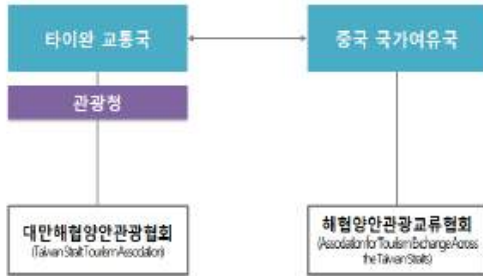 타이완 교통국
중국 국가여유국
관광청
대만해협양안관광협회
(Taiwan Strait Tourism Association)
해협양안관광교류협회
(Association for Tourism Exchange Across
the Taiwan Straits)